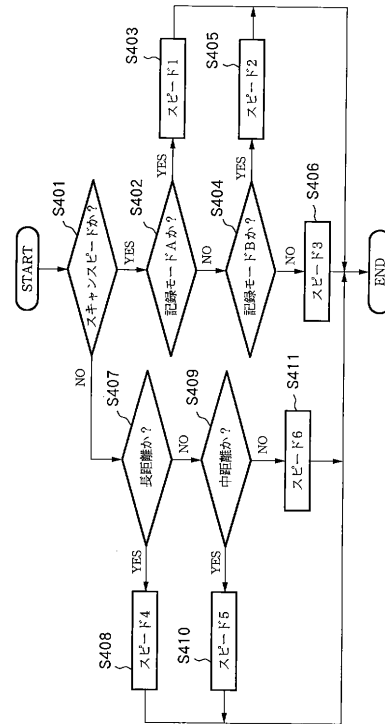 START
S401
スキャンスピードか?
YES
NO
S402
記録モードAか?
YES
NO
S403
スピード1
S404
記録モードBか?
YES
NO
S405
スピード2
S406
スピード3
S407
長距離か?
YES
NO
S408
スピード4
S409
中距離か?
YES
NO
S410
スピード5
S411
スピード6
END